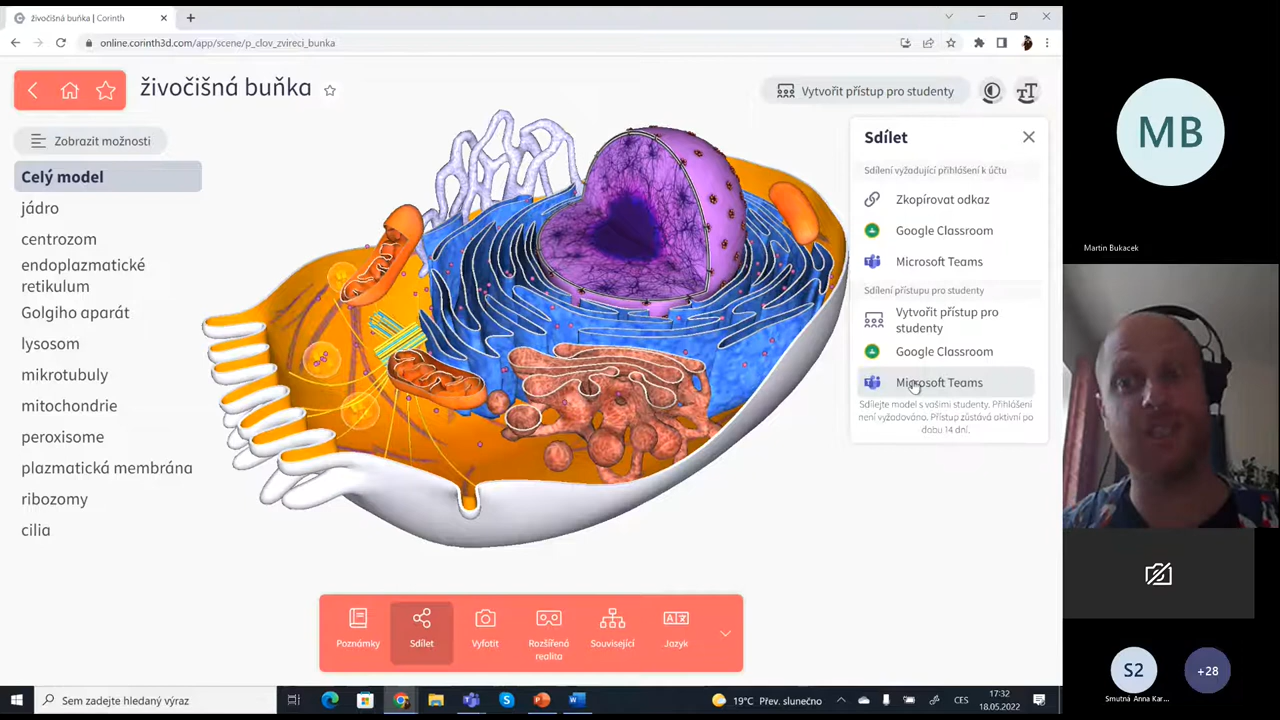 živočišná buňka | Corinth
online.corinth3d.com/app/scene/p_clov_zvireci_bunka
živočišná buňka
Vytvořit přístup pro studenty
Zobrazit možnosti
Celý model
jádro
centrozom
endoplazmatické
retikulum
Golgiho aparát
lysosom
mikrotubuly
mitochondrie
peroxisome
plazmatická membrána
ribozomy
cilia
Sdílet
Sdílení vyžadující přihlášení k účtu
Zkopírovat odkaz
Google Classroom
Microsoft Teams
Sdílení přístupu pro studenty
Vytvořit přístup pro
studenty
Google Classroom
Microsoft Teams
Sdílejte model s vašimi studenty. Přihlášení
není vyžadováno. Přístup zůstává aktivní po
dobu 14 dní.
Poznámky
Sdílet
Vyfotit
Rozšířená
realita
Související
Jazyk
Sem zadejte hledaný výraz
19°C Přev. slunečno
CES
17:32
18.05.2022
MB
Martin Bukacek
S2
Smutná Anna Kar...
+28